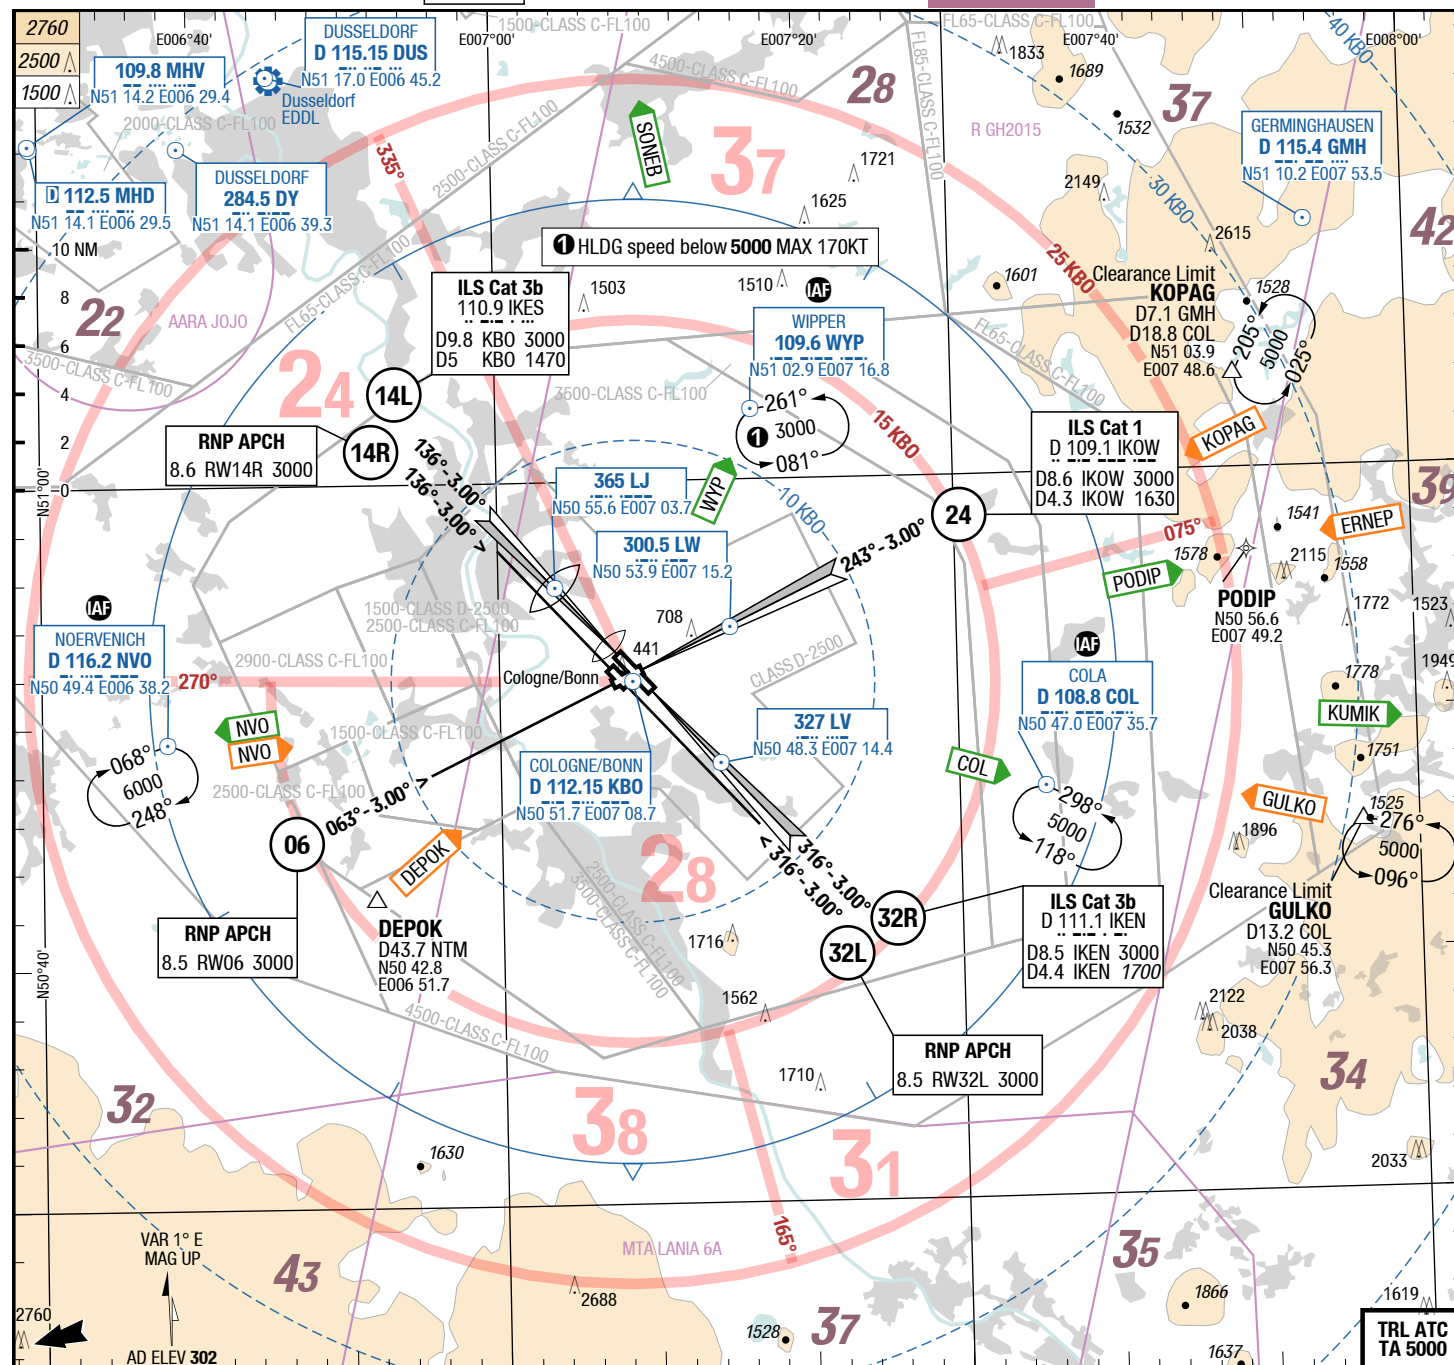 2760
2500
1500
E006°40'
E007°00'
E007°20'
E007°40'
E008°00'
DUSSELDORF
D 115.15 DUS
N51 17.0 E006 45.2
109.8 MHV
N51 14.2 E006 29.4
Dusseldorf
EDDL
D 112.5 MHD
N51 14.1 E006 29.5
DUSSELDORF
284.5 DY
N51 14.1 E006 39.3
1500-CLASS C-FL100
4500-CLASS C-FL100
FL65-CLASS C-FL100
FL85-CLASS C-FL100
2000-CLASS C-FL100
2500-CLASS C-FL100
FL65-CLASS C-FL100
3500-CLASS C-FL100
335°
SONEB
37
28
37
R GH2015
40 KBO
30 KBO
1833
1689
1532
1721
1625
2149
2615
GERMINGHAUSEN
D 115.4 GMH
N51 10.2 E007 53.5
42
10 NM
8
6
4
2
0
22
AARA JOJO
24
1 HLDG speed below 5000 MAX 170KT
ILS Cat 3b
110.9 IKES
D9.8 KBO 3000
D5 KBO 1470
1503
1510
IAF
WIPPER
109.6 WYP
N51 02.9 E007 16.8
261°
1 3000
081°
3500-CLASS C-FL100
FL65-CLASS C-FL100
1601
25 KBO
15 KBO
10 KBO
Clearance Limit
KOPAG
D7.1 GMH
D18.8 COL
N51 03.9
E007 48.6
1528
205°
5000
025°
KOPAG
14L
14R
RNP APCH
8.6 RW14R 3000
136°-3.00°
136°-3.00° >
365 LJ
N50 55.6 E007 03.7
WYP
300.5 LW
N50 53.9 E007 15.2
243°-3.00°
24
ILS Cat 1
D 109.1 IKOW
D8.6 IKOW 3000
D4.3 IKOW 1630
39
1541
ERNEP
075°
1578
2115
1558
PODIP
PODIP
N50 56.6
E007 49.2
1772
1523
N51°00'
1500-CLASS D-2500
2500-CLASS C-FL100
2900-CLASS C-FL100
708
441
Cologne/Bonn
CLASS D-2500
IAF
NOERVENICH
D 116.2 NVO
N50 49.4 E006 38.2
270°
NVO
NVO
068°
6000
248°
1500-CLASS C-FL100
2500-CLASS C-FL100
COLOGNE/BONN
D 112.15 KBO
N50 51.7 E007 08.7
327 LV
N50 48.3 E007 14.4
IAF
COLA
D 108.8 COL
N50 47.0 E007 35.7
COL
298°
5000
118°
1778
1949
KUMIK
1751
GULKO
1525
276°
5000
096°
1896
Clearance Limit
GULKO
D13.2 COL
N50 45.3
E007 56.3
06
063°-3.00° >
DEPOK
DEPOK
D43.7 NTM
N50 42.8
E006 51.7
RNP APCH
8.5 RW06 3000
28
2500-CLASS C-FL100
3500-CLASS C-FL100
316°-3.00°
< 316°-3.00°
32R
32L
ILS Cat 3b
D 111.1 IKEN
D8.5 IKEN 3000
D4.4 IKEN 1700
1716
1562
1710
N50°40'
4500-CLASS C-FL100
RNP APCH
8.5 RW32L 3000
2122
2038
34
32
38
31
1630
2033
165°
MTA LANIA 6A
VAR 1° E
MAG UP
43
35
2688
1866
1619
2760
1528
37
1637
AD ELEV 302
TRL ATC
TA 5000